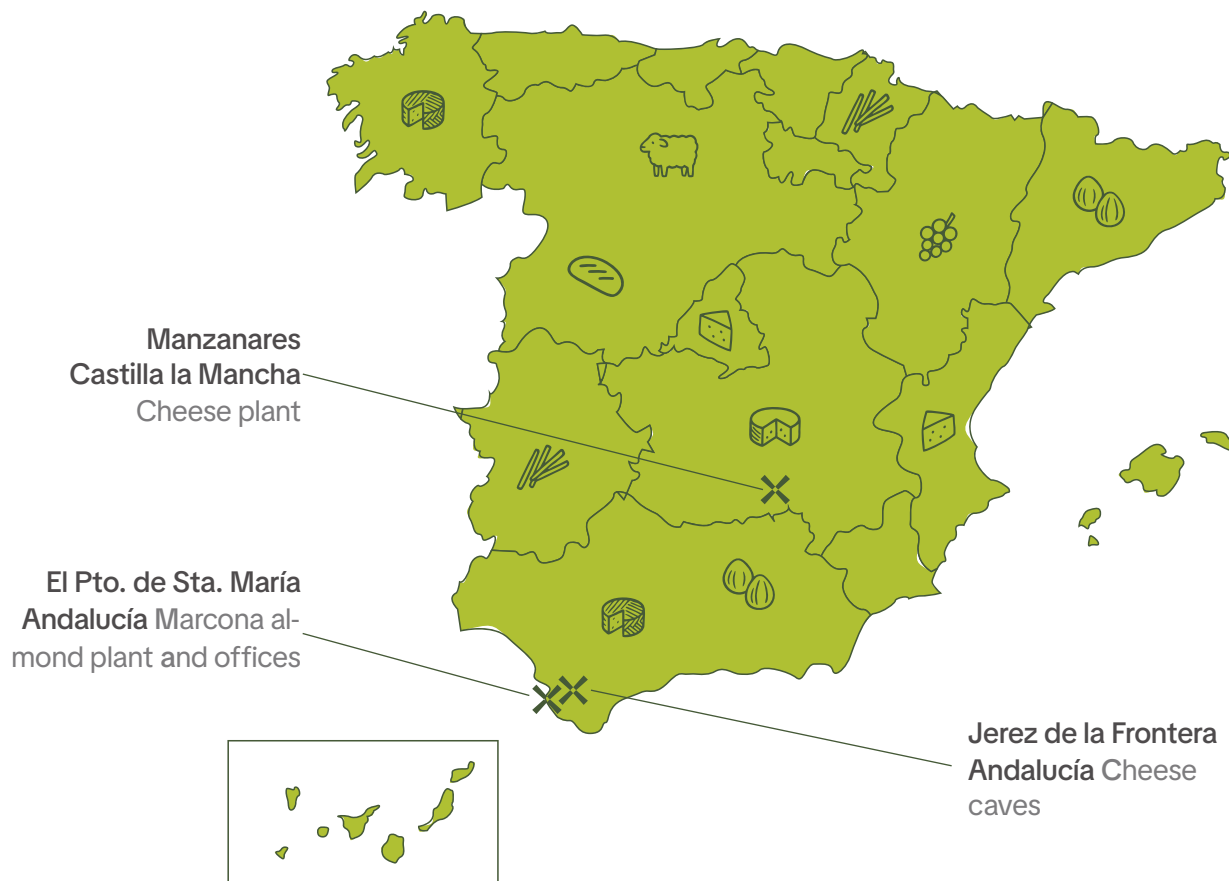 Manzanares
Castilla la Mancha
Cheese plant
El Pto. de Sta. María
Andalucía Marcona al-
mond plant and offices
Jerez de la Frontera
Andalucía Cheese
caves